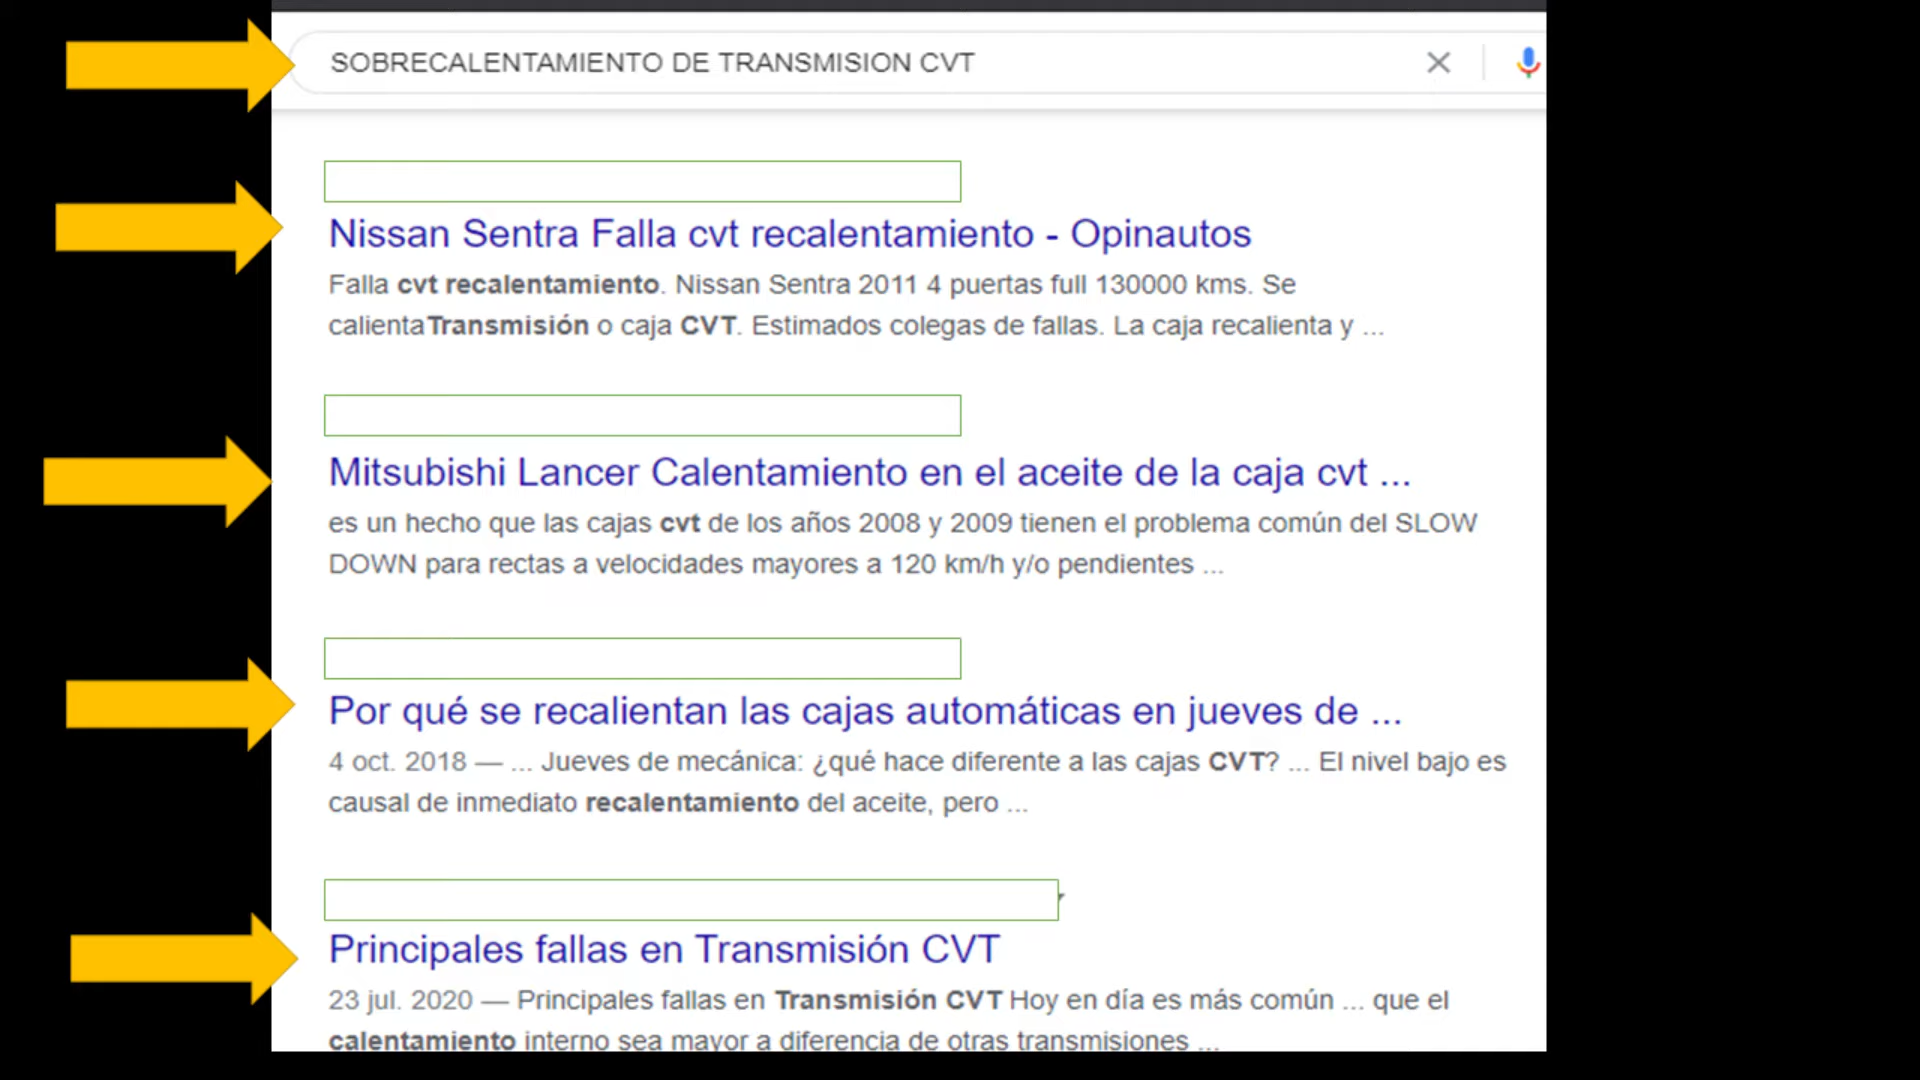 SOBRECALENTAMIENTO DE TRANSMISION CVT
Nissan Sentra Falla cvt recalentamiento - Opinautos
Falla cvt recalentamiento. Nissan Sentra 2011 4 puertas full 130000 kms. Se
calientaTransmisión o caja CVT. Estimados colegas de fallas. La caja recalienta y ...
Mitsubishi Lancer Calentamiento en el aceite de la caja cvt ...
es un hecho que las cajas cvt de los años 2008 y 2009 tienen el problema común del SLOW
DOWN para rectas a velocidades mayores a 120 km/h y/o pendientes ...
Por qué se recalientan las cajas automáticas en jueves de ...
4 oct. 2018 — ... Jueves de mecánica: ¿qué hace diferente a las cajas CVT? ... El nivel bajo es
causal de inmediato recalentamiento del aceite, pero ...
Principales fallas en Transmisión CVT
23 jul. 2020 — Principales fallas en Transmisión CVT Hoy en día es más común ... que el
calentamiento interno sea mayor a diferencia de otras transmisiones ...